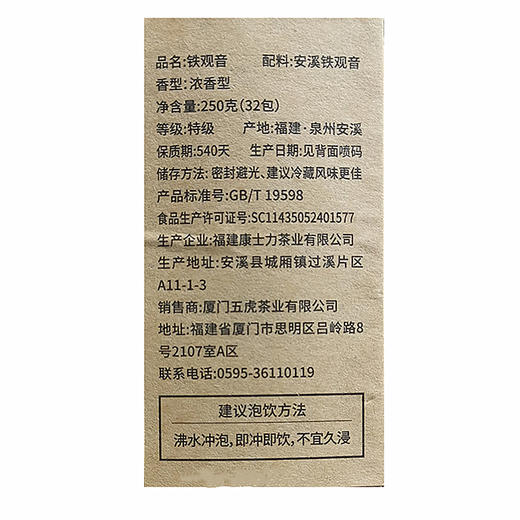 品名:铁观音 配料:安溪铁观音
香型:浓香型
净含量:250克(32包)
等级:特级 产地:福建·泉州安溪
保质期:540天 生产日期:见背面喷码
储存方法:密封避光、建议冷藏风味更佳
产品标准号:GB/T 19598
食品生产许可证号:SC11435052401577
生产企业:福建康士力茶业有限公司
生产地址:安溪县城厢镇过溪片区
A11-1-3
销售商:厦门五虎茶业有限公司
地址:福建省厦门市思明区吕岭路8
号2107室A区
联系电话:0595-36110119
建议泡饮方法
沸水冲泡,即冲即饮,不宜久浸